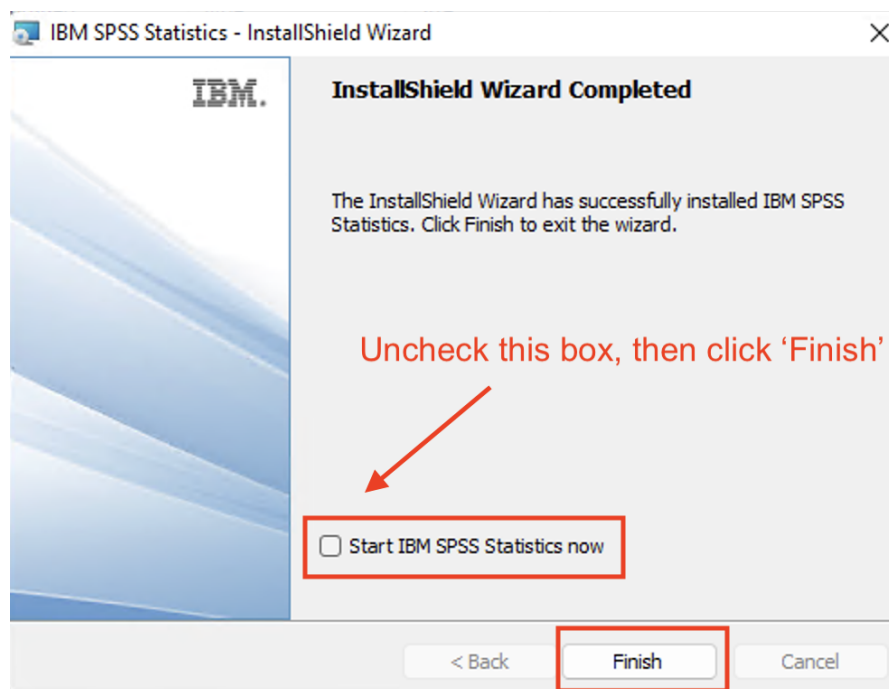 IBM SPSS Statistics - InstallShield Wizard
IBM.
InstallShield Wizard Completed
The InstallShield Wizard has successfully installed IBM SPSS
Statistics. Click Finish to exit the wizard.
Uncheck this box, then click ‘Finish’
Start IBM SPSS Statistics now
< Back
Finish
Cancel